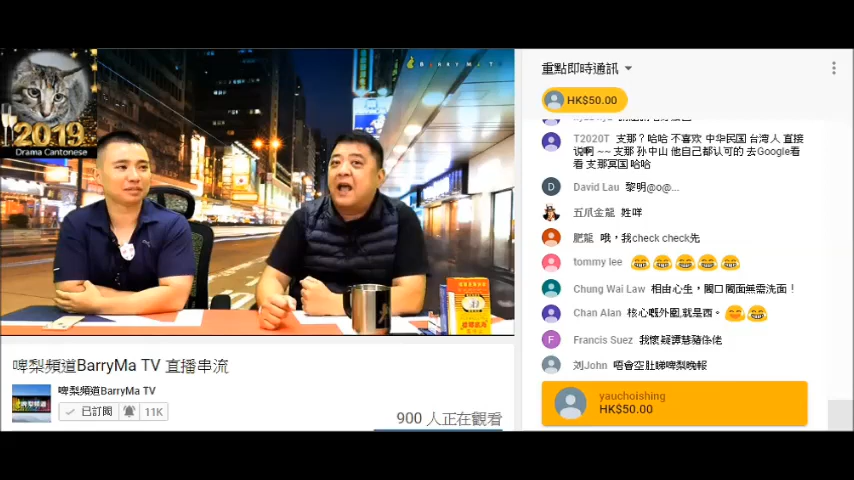 2019
Drama Cantonese
BARRYMA TV
啤梨頻道BarryMa TV 直播串流
啤梨頻道
啤梨頻道BarryMa TV
已訂閱
11K
900 人正在觀看
重點即時通訊
HK$50.00
T2020T 支那？哈哈 不喜欢 中华民国 台湾人 直接
说啊 ~~ 支那 孙中山 他自己都认可的 去Google看
看 支那冥国 哈哈
D David Lau 黎明@o@...
五爪金龍 姓咩
肥龍 哦，我check check先
tommy lee 😂😂😂😂😂
Chung Wai Law 相由心生，閣口閣面無需洗面！
Chan Alan 核心嘅外圍,就是西。😄😂
F Francis Suez 我懷疑譚慧豬係佬
刘John 唔會空肚睇啤梨晚報
yauchoishing
HK$50.00